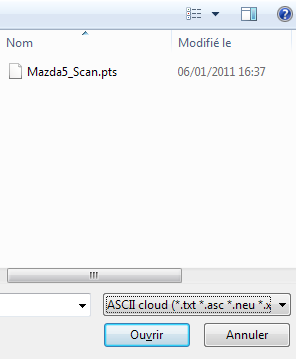 Nom Modifié le
Mazda5_Scan.pts 06/01/2011 16:37
ASCII cloud (*.txt *.asc *.neu *.x
Ouvrir Annuler